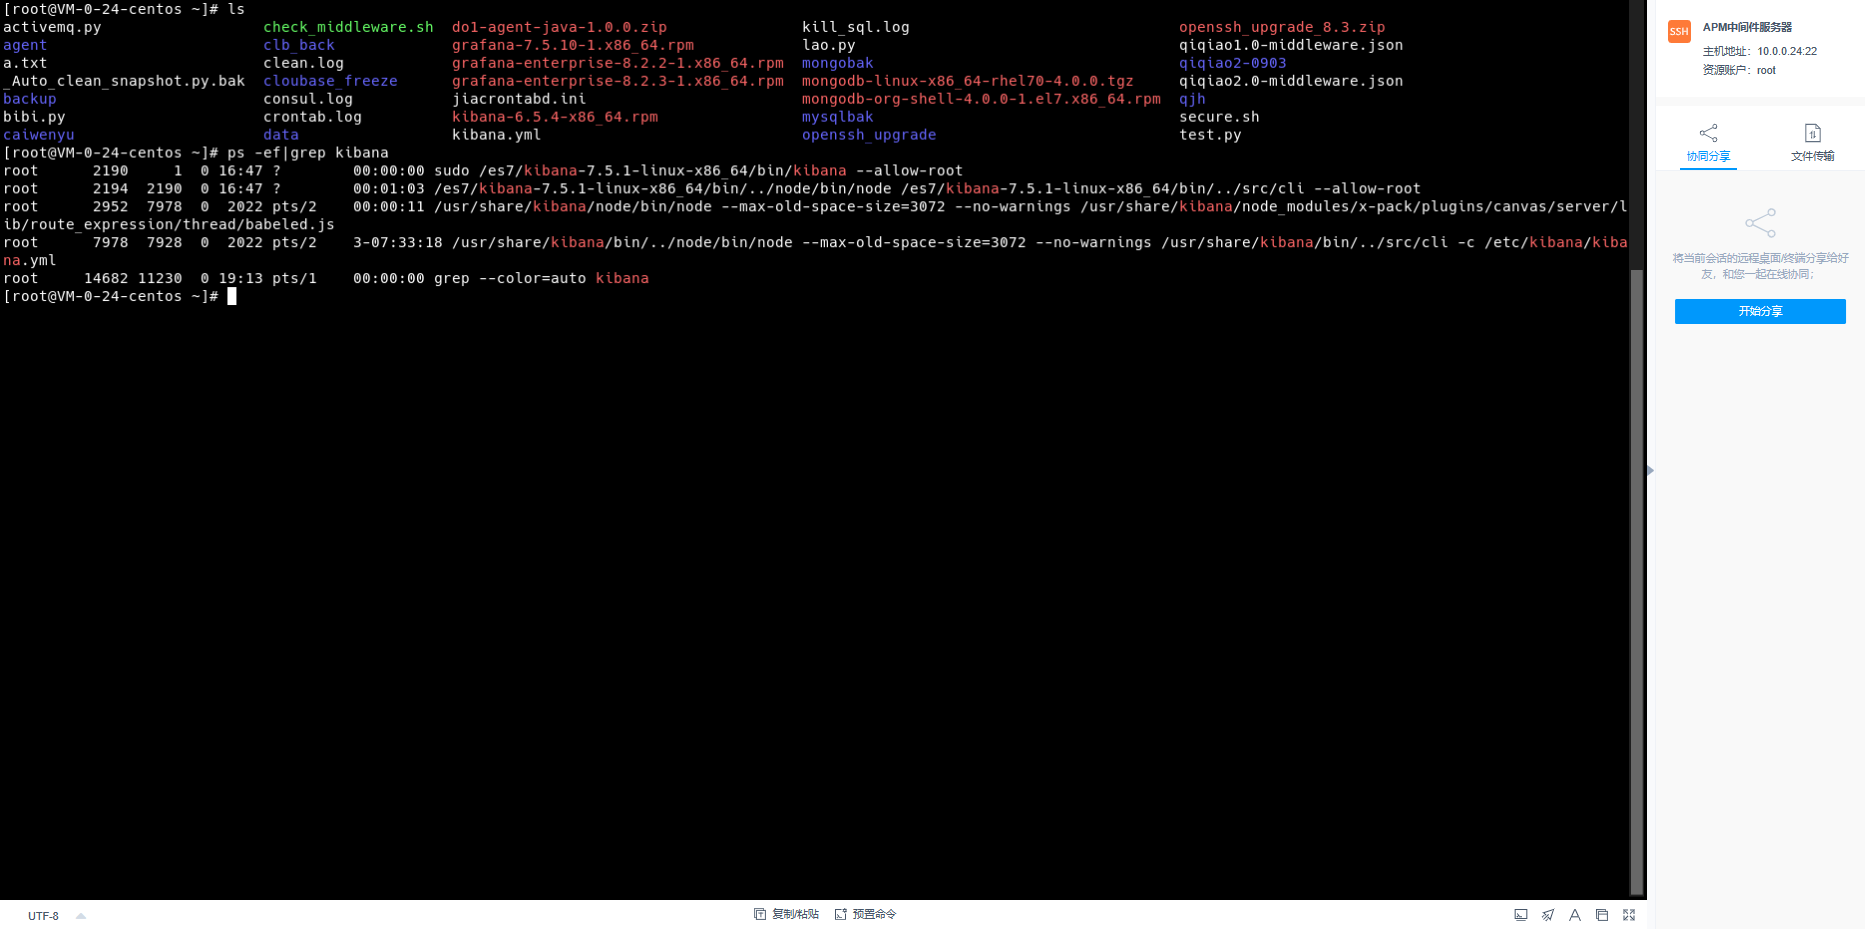 [root@VM-0-24-centos ~]# ls
activemq.py check_middleware.sh do1-agent-java-1.0.0.zip kill_sql.log openssh_upgrade_8.3.zip
agent clb_back grafana-7.5.10-1.x86_64.rpm lao.py qiqiao1.0-middleware.json
a.txt clean.log grafana-enterprise-8.2.2-1.x86_64.rpm mongobak qiqiao2-0903
_Auto_clean_snapshot.py.bak cloubase_freeze grafana-enterprise-8.2.3-1.x86_64.rpm mongodb-linux-x86_64-rhel70-4.0.0.tgz qiqiao2.0-middleware.json
backup consul.log jiacrontabd.ini mongodb-org-shell-4.0.0-1.el7.x86_64.rpm qjh
bibi.py crontab.log kibana-6.5.4-x86_64.rpm mysqlbak secure.sh
caiwenyu data kibana.yml openssh_upgrade test.py
[root@VM-0-24-centos ~]# ps -ef|grep kibana
root 2190 1 0 16:47 ? 00:00:00 sudo /es7/kibana-7.5.1-linux-x86_64/bin/kibana --allow-root
root 2194 2190 0 16:47 ? 00:01:03 /es7/kibana-7.5.1-linux-x86_64/bin/../node/bin/node /es7/kibana-7.5.1-linux-x86_64/bin/../src/cli --allow-root
root 2952 7978 0 2022 pts/2 00:00:11 /usr/share/kibana/node/bin/node --max-old-space-size=3072 --no-warnings /usr/share/kibana/node_modules/x-pack/plugins/canvas/server/l
ib/route_expression/thread/babeled.js
root 7978 7928 0 2022 pts/2 3-07:33:18 /usr/share/kibana/bin/../node/bin/node --max-old-space-size=3072 --no-warnings /usr/share/kibana/bin/../src/cli -c /etc/kibana/kiba
na.yml
root 14682 11230 0 19:13 pts/1 00:00:00 grep --color=auto kibana
[root@VM-0-24-centos ~]#
SSH
APM中间件服务器
主机地址：10.0.0.24:22
资源账户：root
协同分享 文件传输
将当前会话的远程桌面/终端分享给好
友，和您一起在线协同；
开始分享
UTF-8 复制/粘贴 预置命令